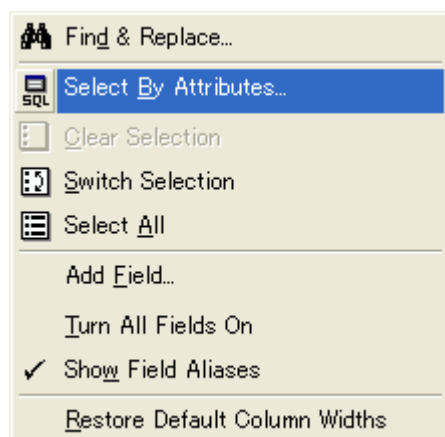 Find & Replace...
SQL Select By Attributes...
Clear Selection
Switch Selection
Select All
Add Field...
Turn All Fields On
Show Field Aliases
Restore Default Column Widths